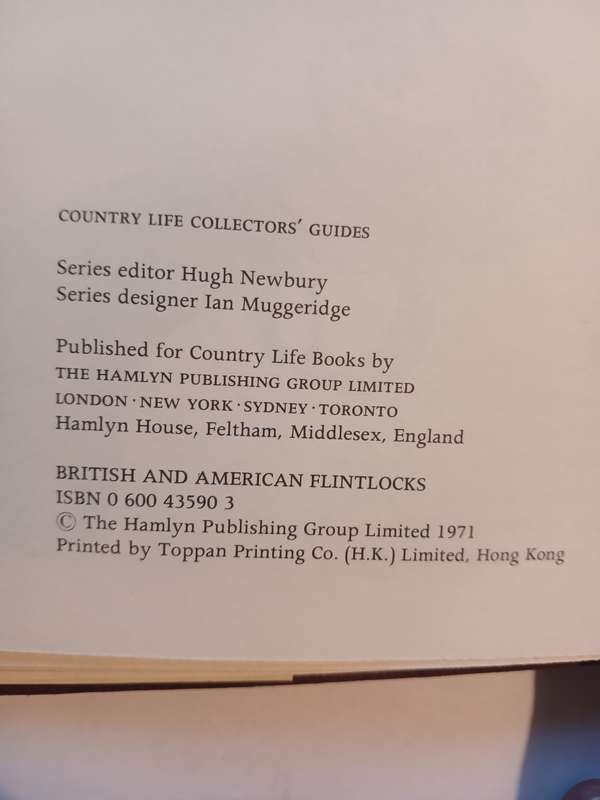 COUNTRY LIFE COLLECTORS' GUIDES
Series editor Hugh Newbury
Series designer Ian Muggeridge
Published for Country Life Books by
THE HAMLYN PUBLISHING GROUP LIMITED
LONDON · NEW YORK · SYDNEY · TORONTO
Hamlyn House, Feltham, Middlesex, England
BRITISH AND AMERICAN FLINTLOCKS
ISBN 0 600 43590 3
© The Hamlyn Publishing Group Limited 1971
Printed by Toppan Printing Co. (H.K.) Limited, Hong Kong